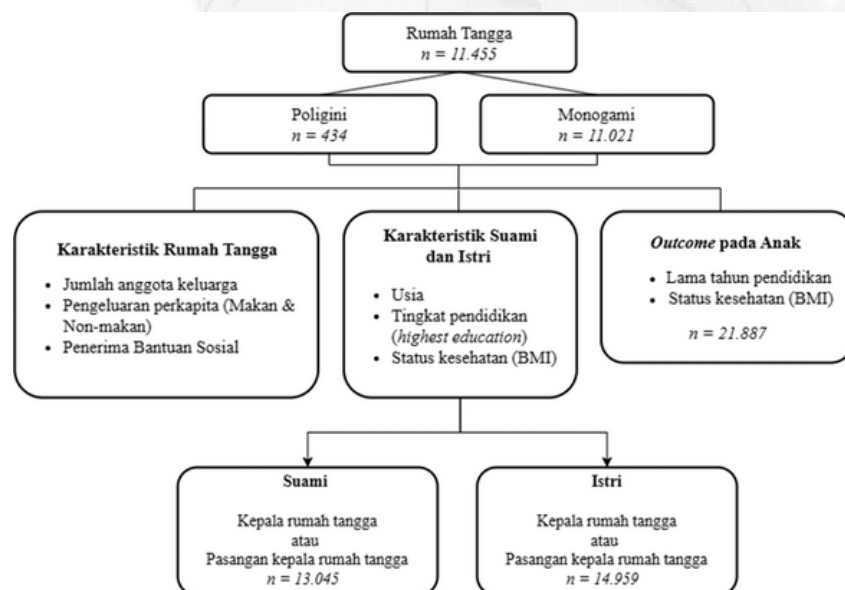 Rumah Tangga
n = 11.455
Poligini
n = 434
Monogami
n = 11.021
Karakteristik Rumah Tangga
• Jumlah anggota keluarga
• Pengeluaran perkapita (Makan &
Non-makan)
• Penerima Bantuan Sosial
Karakteristik Suami
dan Istri
• Usia
• Tingkat pendidikan
(highest education)
• Status kesehatan (BMI)
Outcome pada Anak
• Lama tahun pendidikan
• Status kesehatan (BMI)
n = 21.887
Suami
Kepala rumah tangga
atau
Pasangan kepala rumah tangga
n = 13.045
Istri
Kepala rumah tangga
atau
Pasangan kepala rumah tangga
n = 14.959